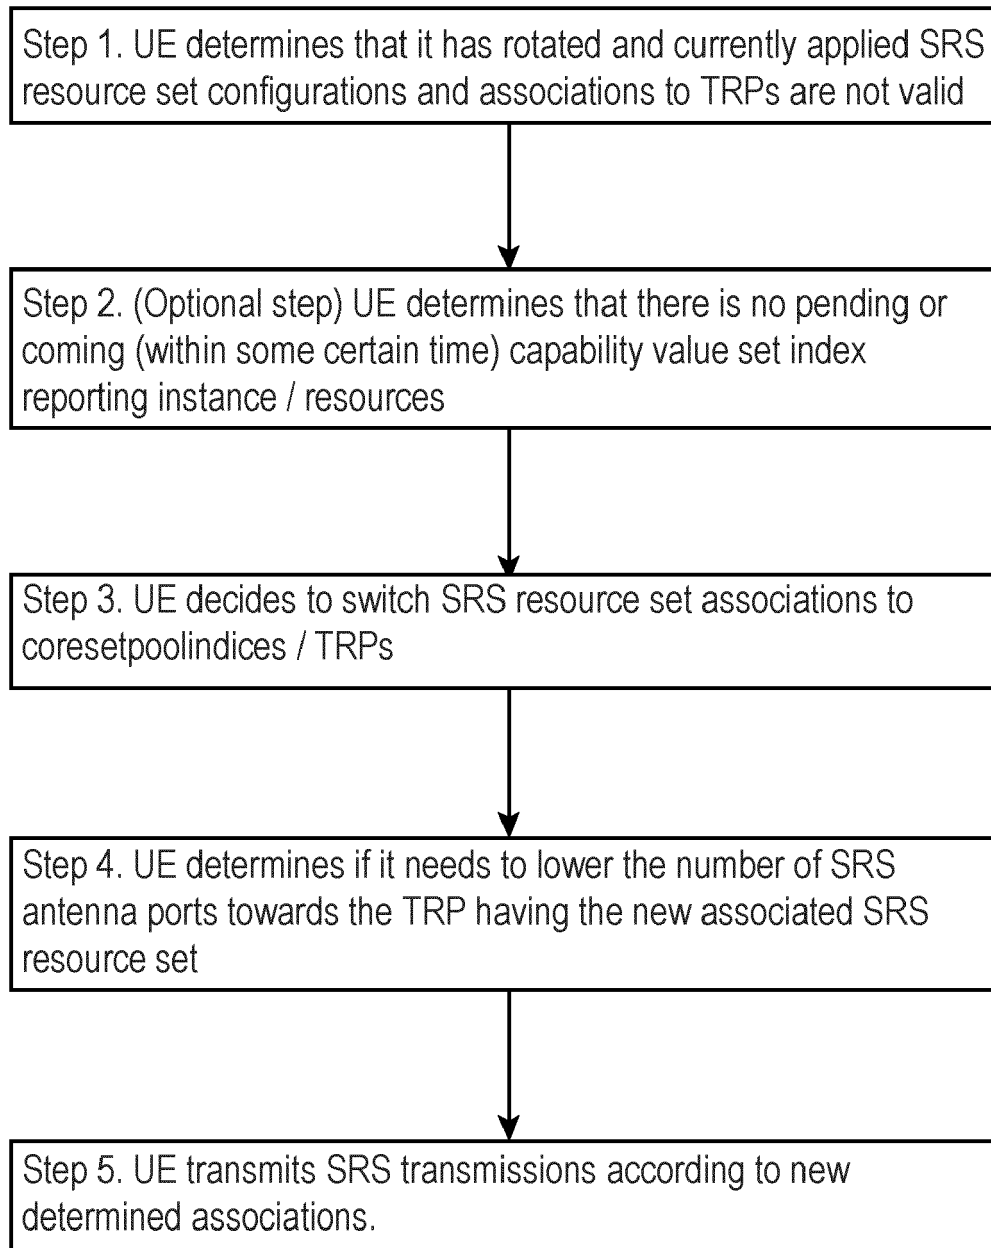 Step 1. UE determines that it has rotated and currently applied SRS
resource set configurations and associations to TRPs are not valid
Step 2. (Optional step) UE determines that there is no pending or
coming (within some certain time) capability value set index
reporting instance / resources
Step 3. UE decides to switch SRS resource set associations to
coresetpoolindices / TRPs
Step 4. UE determines if it needs to lower the number of SRS
antenna ports towards the TRP having the new associated SRS
resource set
Step 5. UE transmits SRS transmissions according to new
determined associations.